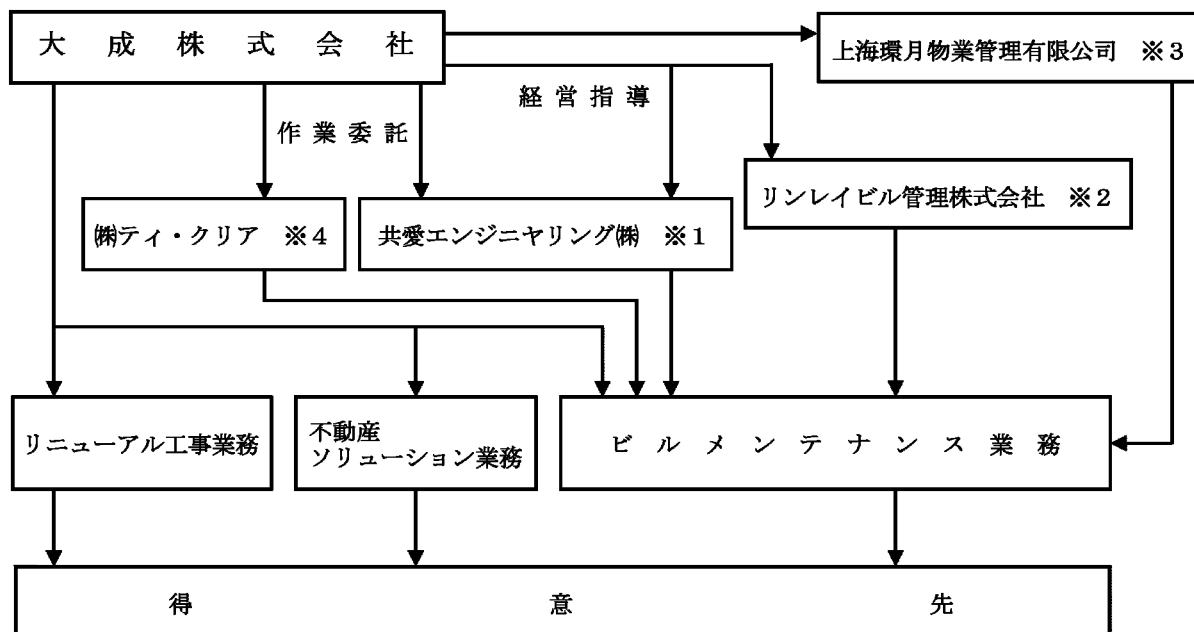 大成株式会社
上海環月物業管理有限公司 ※3
経営指導
作業委託
リンレイビル管理株式会社 ※2
㈱ティ・クリア ※4
共愛エンジニヤリング㈱ ※1
リニューアル工事業務
不動産
ソリューション業務
ビルメンテナンス業務
得意先